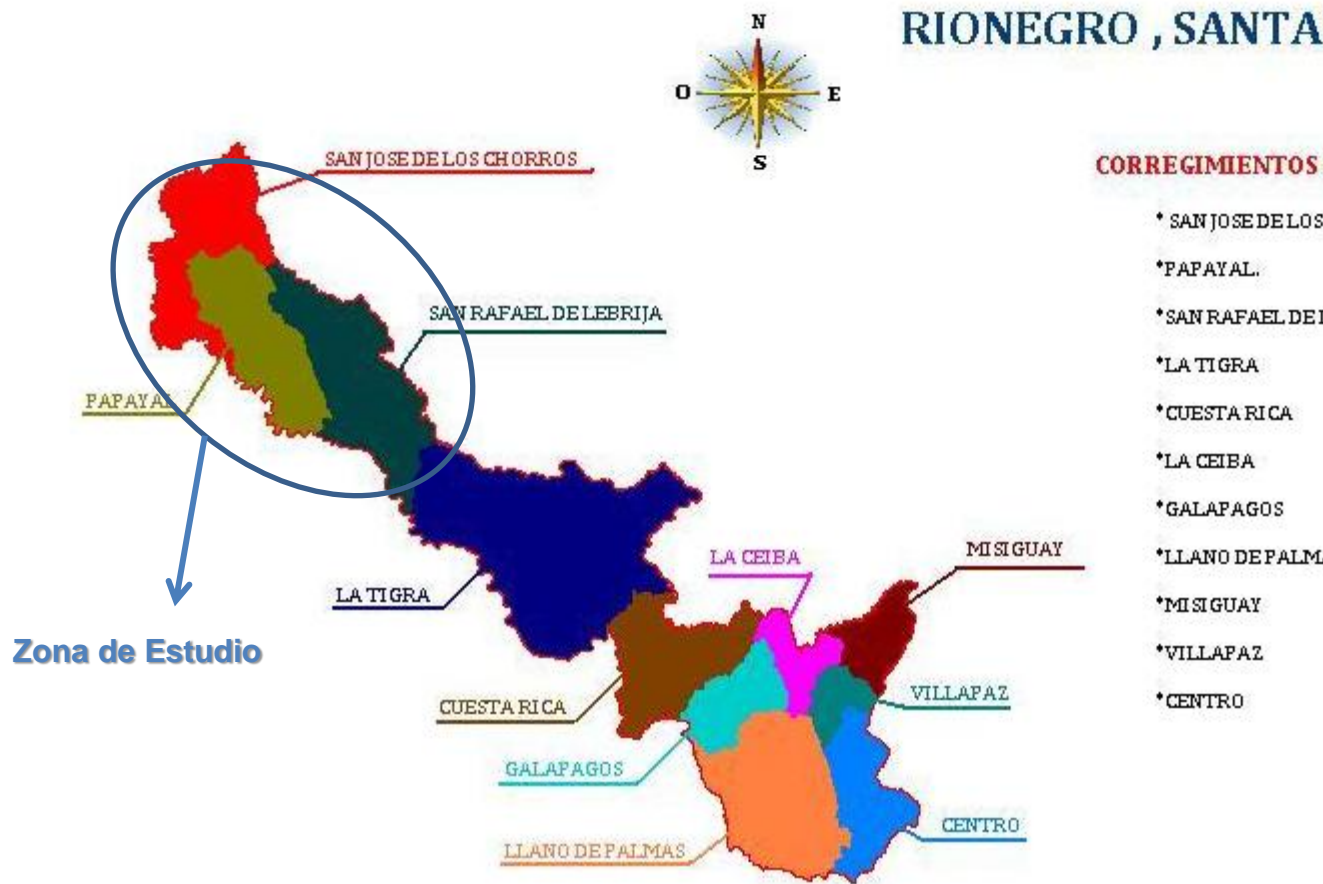 N
O
E
S
RIONEGRO , SANTA
SAN JOSE DE LOS CHORROS
SAN RAFAEL DE LEBRIJA
PAPAYAL
LA TIGRA
LA CEIBA
MISIGUAY
Zona de Estudio
CUESTA RICA
VILLAPAZ
GALAPAGOS
CENTRO
LLANO DE PALMAS
CORREGIMIENTOS
* SAN JOSE DE LOS
*PAPAYAL.
*SAN RAFAEL DE
*LA TIGRA
*CUESTA RICA
*LA CEIBA
*GALAPAGOS
*LLANO DE PALMA
*MISIGUAY
*VILLAPAZ
*CENTRO